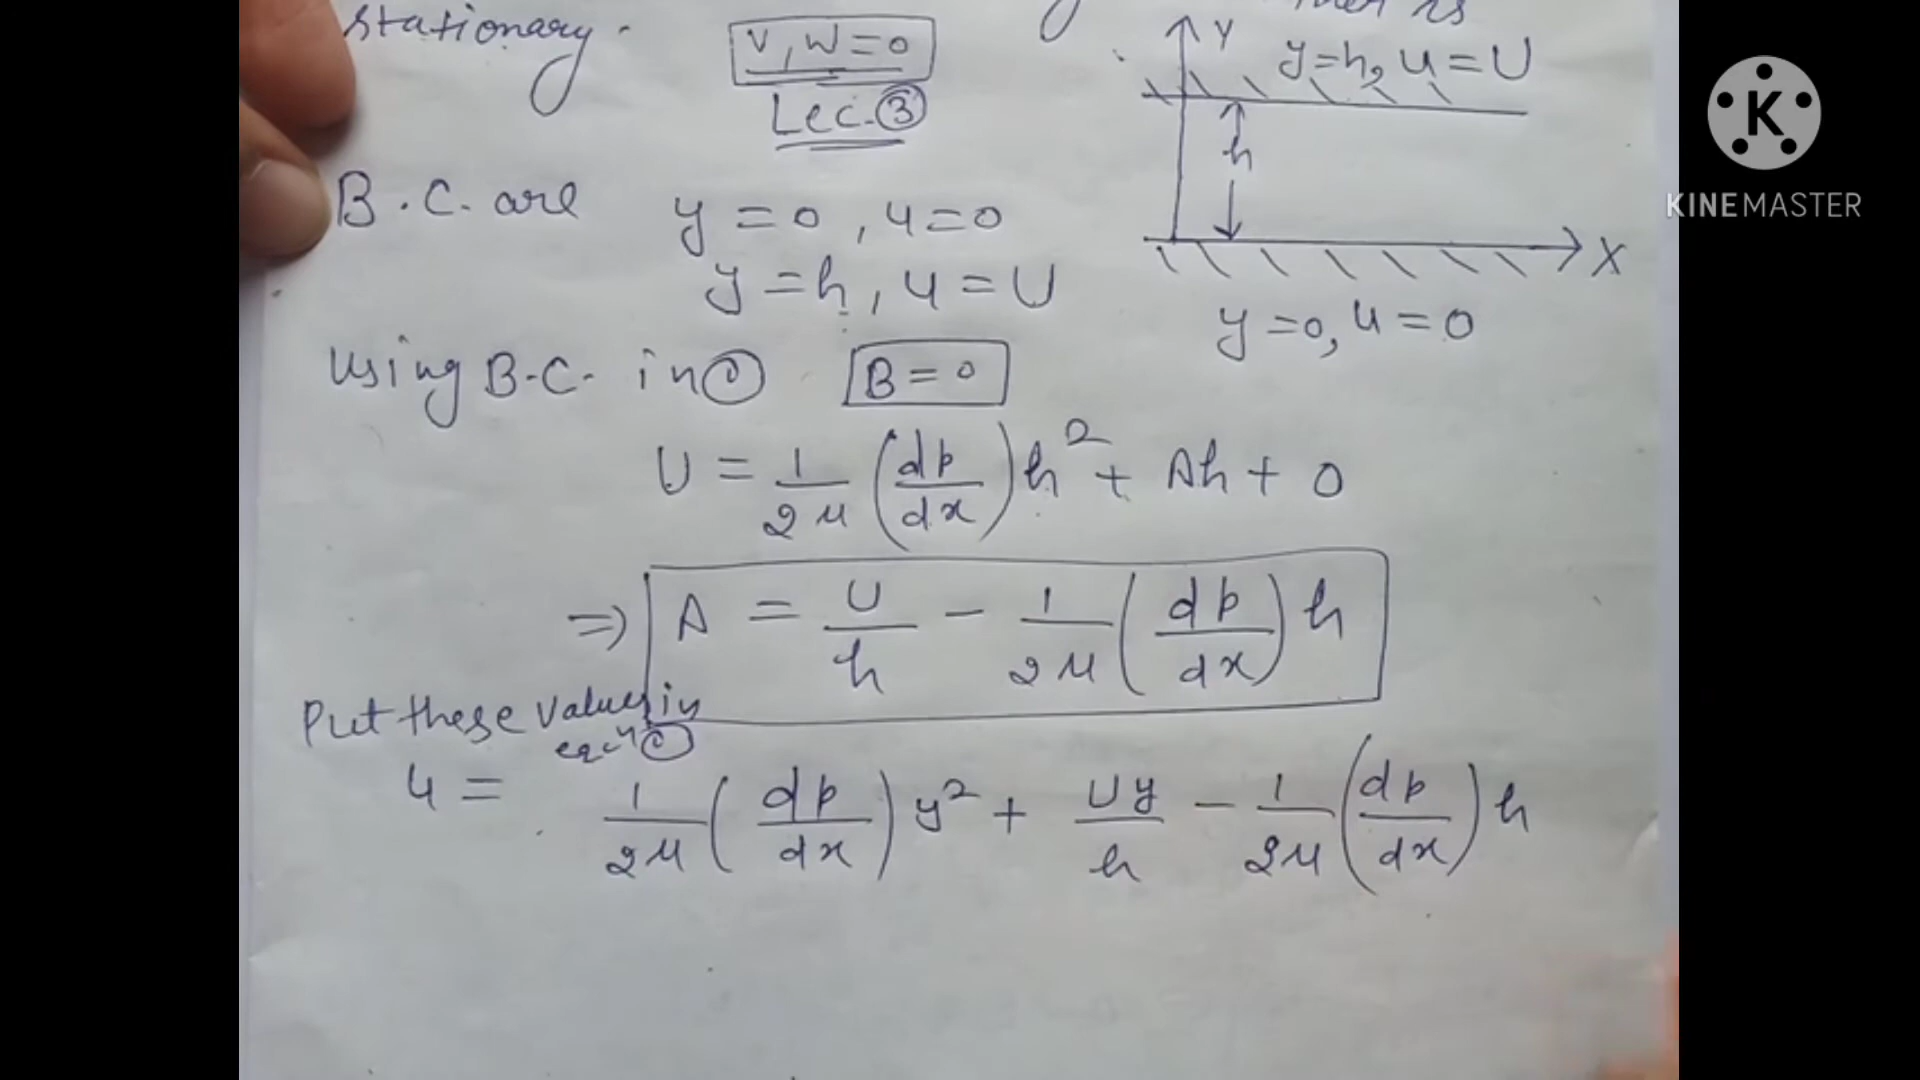 stationary.
V, W = 0
Lec. ③
is
Y
y=h, u=U
h
X
y=0, u=0
B.C. are y=0, u=0
y=h, u=U
Using B.C. in B=0
U = 1/2μ (dp/dx) h² + Ah + 0
⇒ A = U/h - 1/2μ (dp/dx) h
Put these values in
eqn
u = 1/2μ (dp/dx) y² + Uy/h - 1/2μ (dp/dx) h
K
KINEMASTER